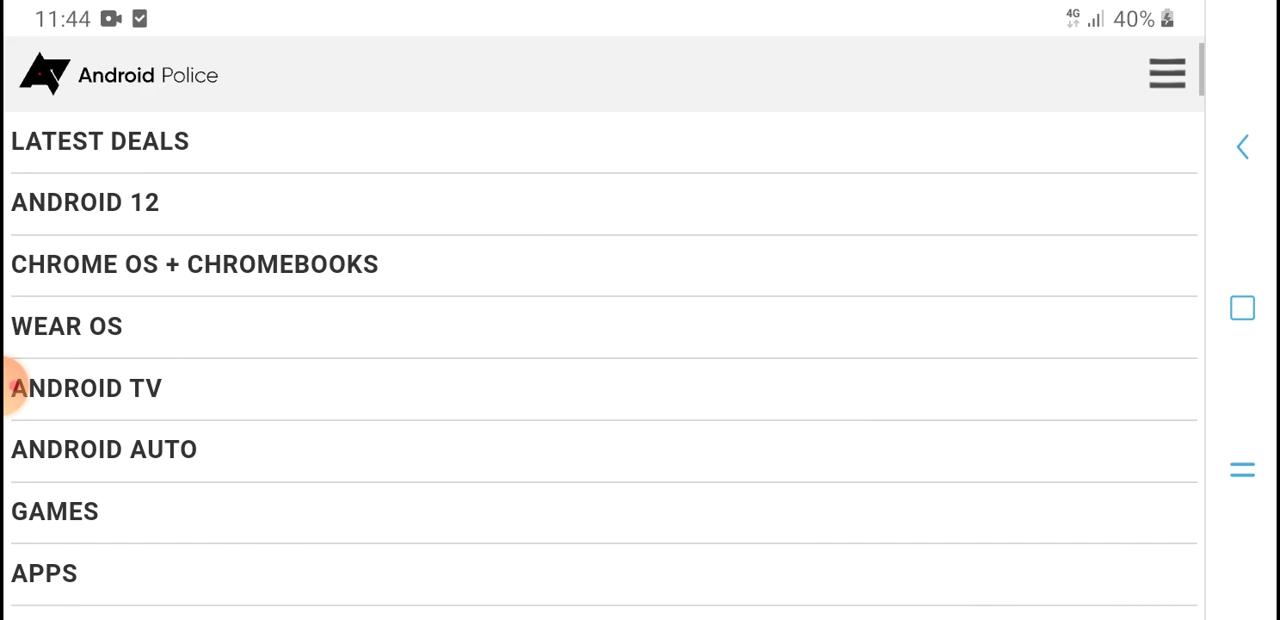 11:44
4G 40%
Android Police
LATEST DEALS
ANDROID 12
CHROME OS + CHROMEBOOKS
WEAR OS
ANDROID TV
ANDROID AUTO
GAMES
APPS